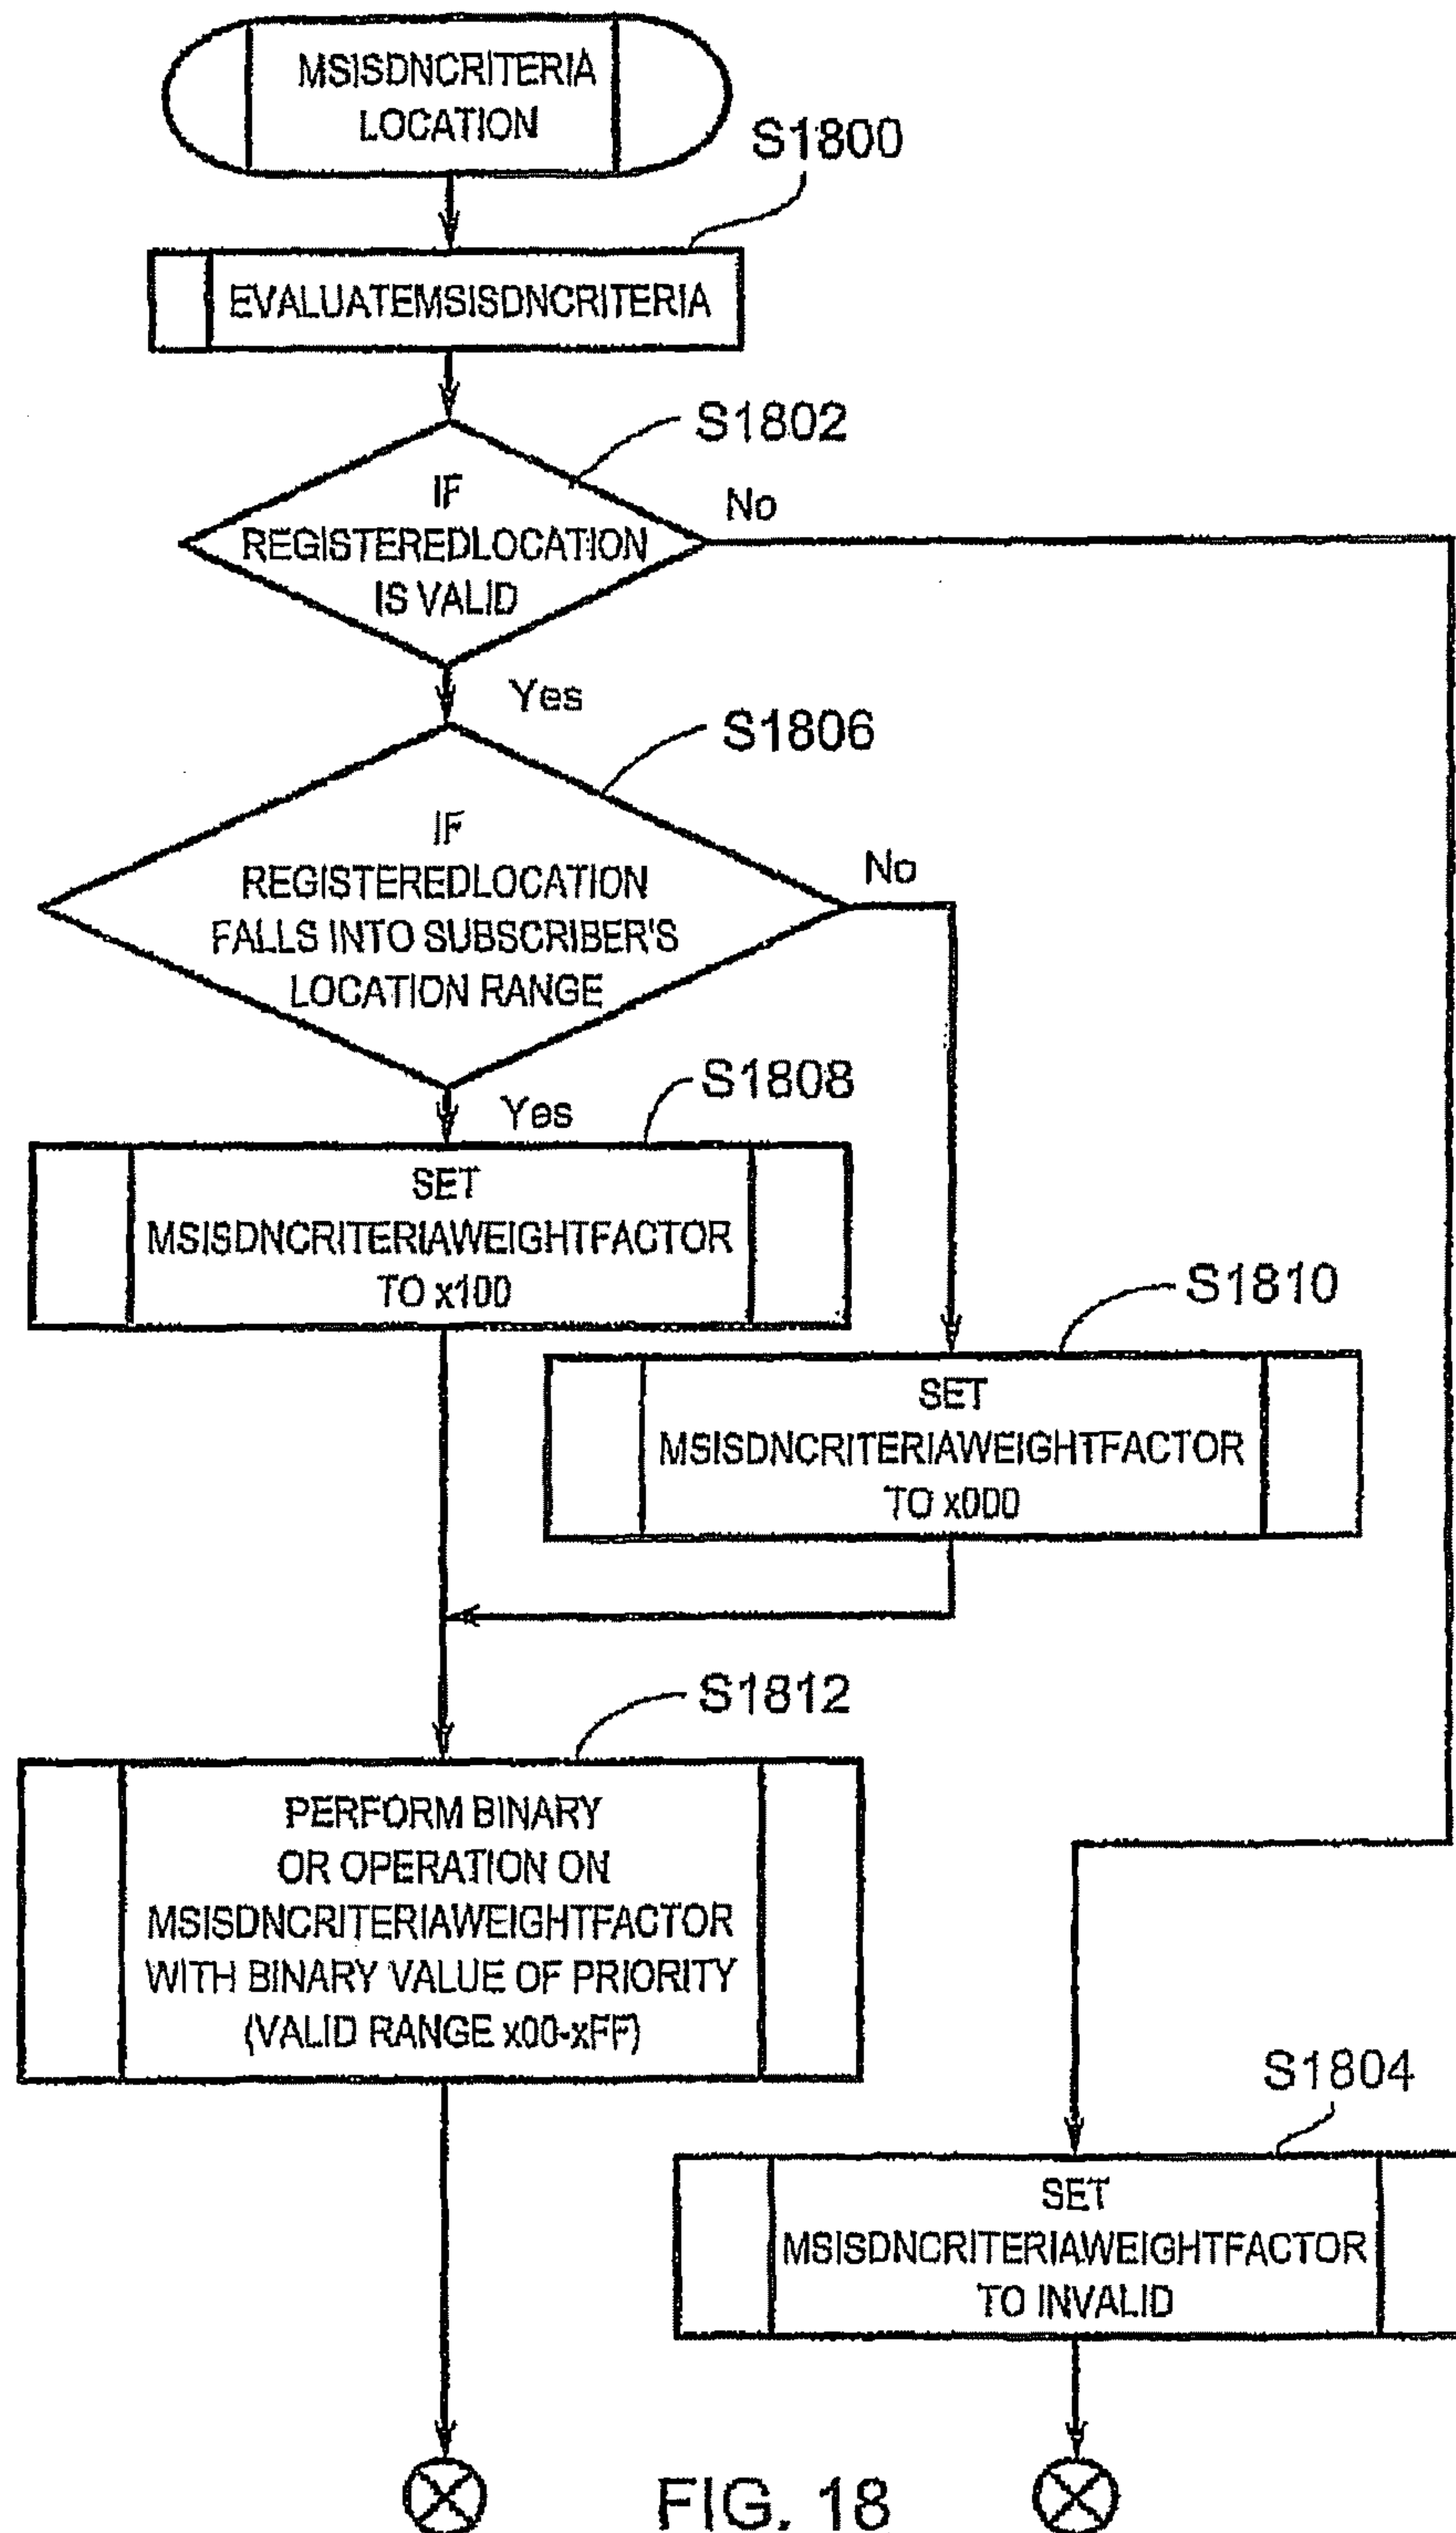 MSISDNCRITERIA
LOCATION
S1800
EVALUATEMSISDNCRITERIA
S1802
IF
REGISTEREDLOCATION
IS VALID
No
Yes
S1806
IF
REGISTEREDLOCATION
FALLS INTO SUBSCRIBER'S
LOCATION RANGE
No
Yes
S1808
SET
MSISDNCRITERIAWEIGHTFACTOR
TO x100
S1810
SET
MSISDNCRITERIAWEIGHTFACTOR
TO x000
S1812
PERFORM BINARY
OR OPERATION ON
MSISDNCRITERIAWEIGHTFACTOR
WITH BINARY VALUE OF PRIORITY
(VALID RANGE x00-xFF)
S1804
SET
MSISDNCRITERIAWEIGHTFACTOR
TO INVALID
FIG. 18